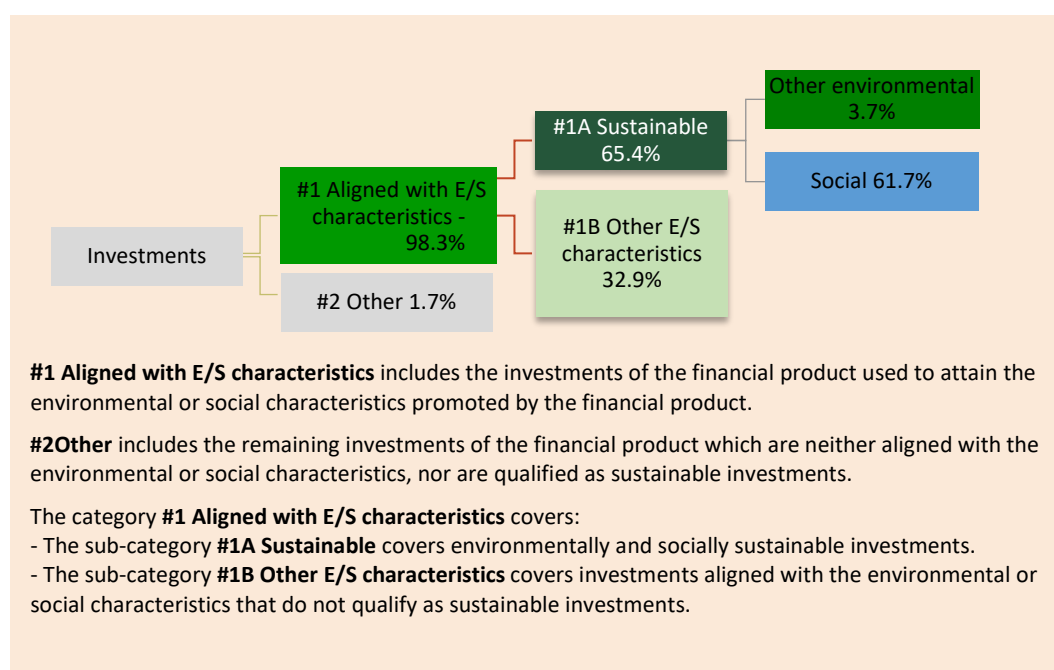 Other environmental
3.7%
#1A Sustainable
65.4%
Social 61.7%
#1 Aligned with E/S
characteristics -
98.3%
#1B Other E/S
characteristics
32.9%
Investments
#2 Other 1.7%
#1 Aligned with E/S characteristics includes the investments of the financial product used to attain the
environmental or social characteristics promoted by the financial product.
#2Other includes the remaining investments of the financial product which are neither aligned with the
environmental or social characteristics, nor are qualified as sustainable investments.
The category #1 Aligned with E/S characteristics covers:
- The sub-category #1A Sustainable covers environmentally and socially sustainable investments.
- The sub-category #1B Other E/S characteristics covers investments aligned with the environmental or
social characteristics that do not qualify as sustainable investments.